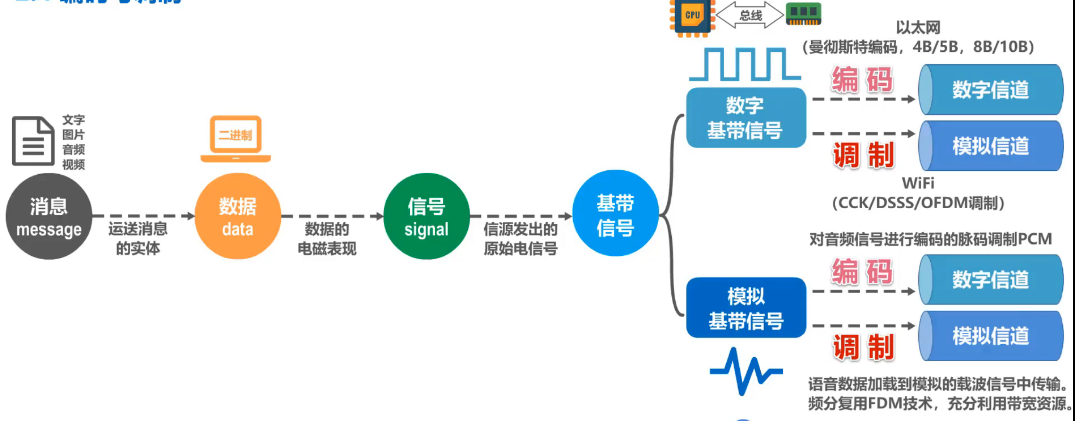 2.4 编码与调制
CPU
总线
以太网
（曼彻斯特编码，4B/5B，8B/10B）
编 码
数字信道
数字
基带信号
调 制
模拟信道
WiFi
（CCK/DSSS/OFDM调制）
文字
图片
音频
视频
二进制
消息
message
运送消息
的实体
数据
data
数据的
电磁表现
信号
signal
信源发出的
原始电信号
基带
信号
对音频信号进行编码的脉码调制PCM
编 码
数字信道
模拟
基带信号
调 制
模拟信道
语音数据加载到模拟的载波信号中传输。
频分复用FDM技术，充分利用带宽资源。